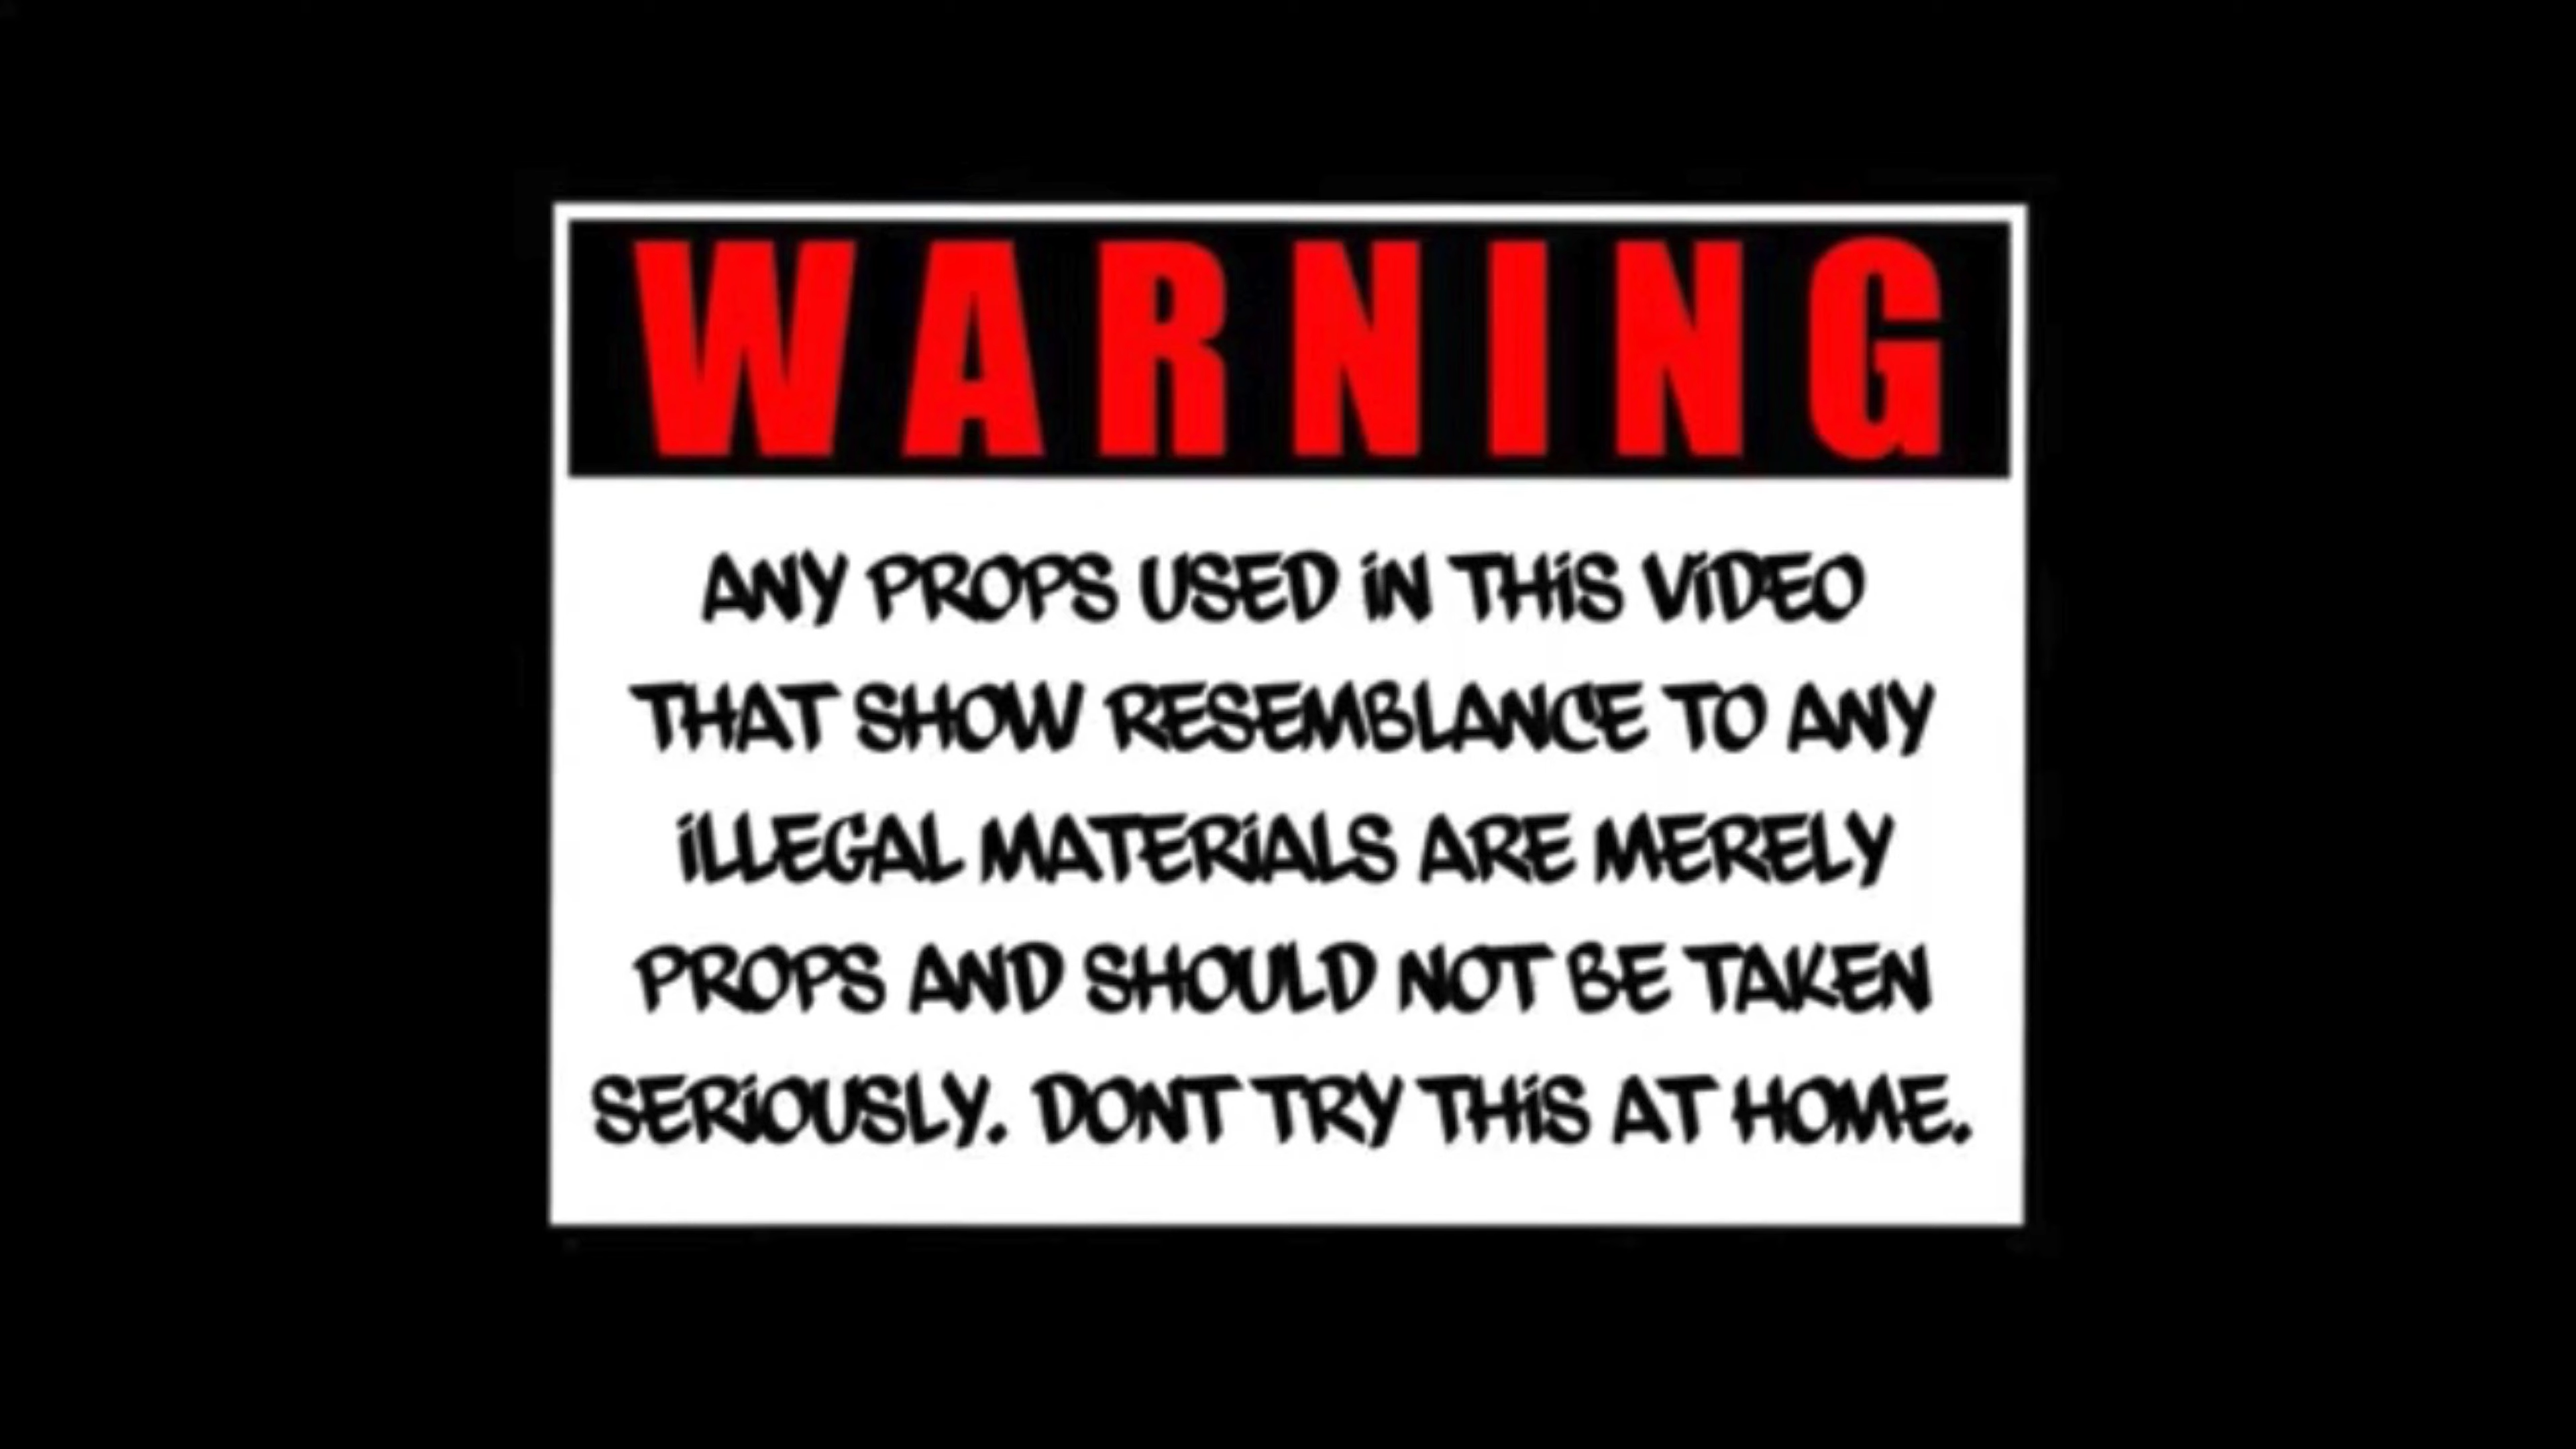 WARNING
ANY PROPS USED iN THiS ViDEO
THAT SHOW RESEMBLANCE TO ANY
iLLEGAL MATERiALS ARE MERELY
PROPS AND SHOULD NOT BE TAKEN
SERiOUSLY. DONT TRY THiS AT HOME.